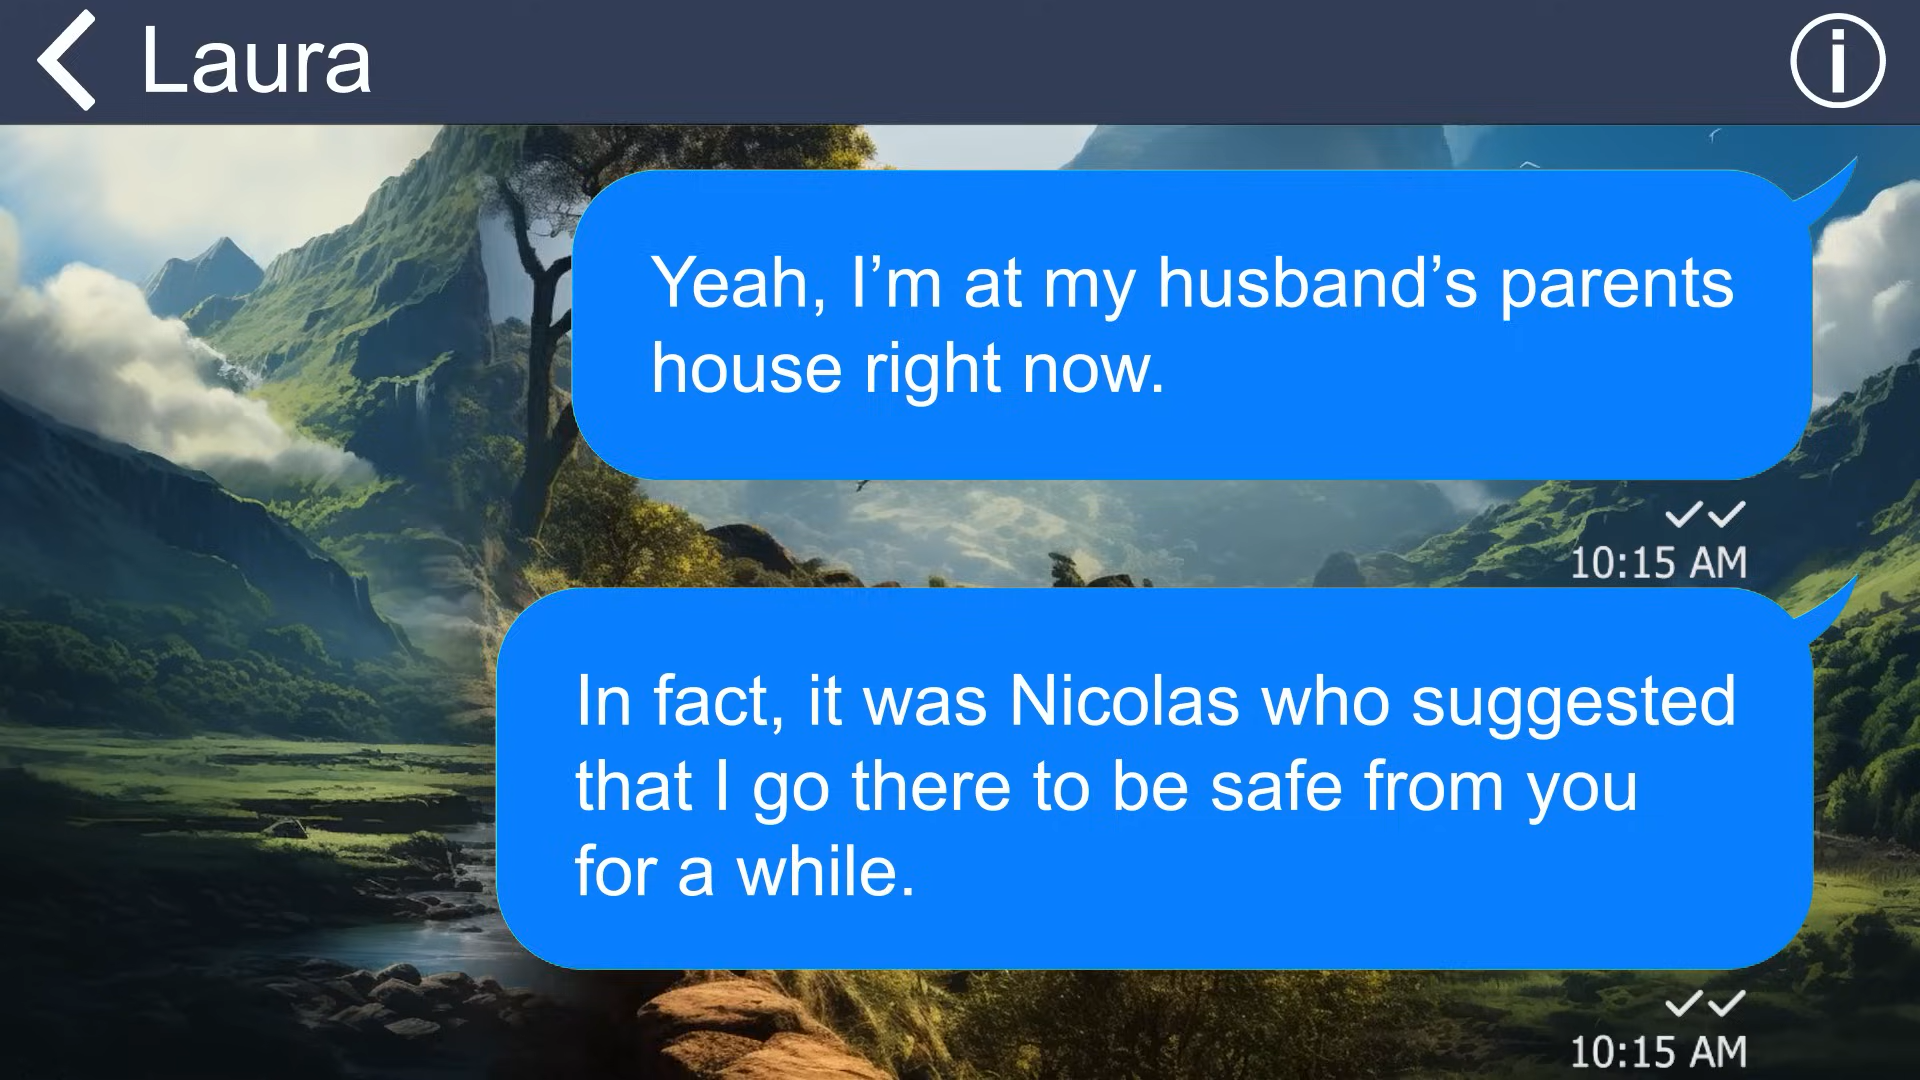 Laura
Yeah, I’m at my husband’s parents
house right now.
10:15 AM
In fact, it was Nicolas who suggested
that I go there to be safe from you
for a while.
10:15 AM